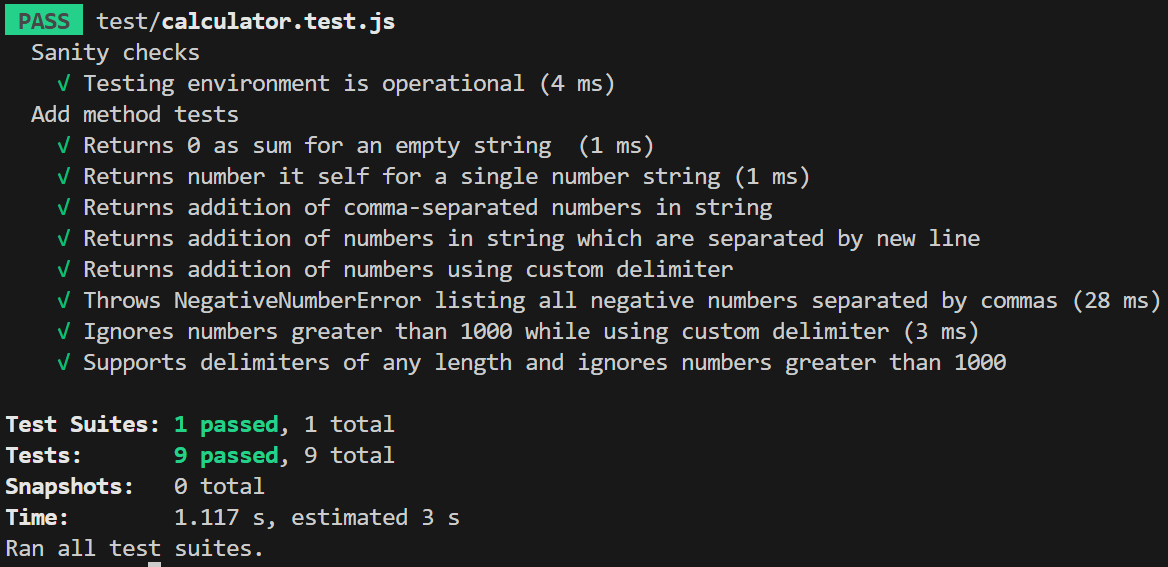 PASS test/calculator.test.js
Sanity checks
√ Testing environment is operational (4 ms)
Add method tests
√ Returns 0 as sum for an empty string  (1 ms)
√ Returns number it self for a single number string (1 ms)
√ Returns addition of comma-separated numbers in string
√ Returns addition of numbers in string which are separated by new line
√ Returns addition of numbers using custom delimiter
√ Throws NegativeNumberError listing all negative numbers separated by commas (28 ms)
√ Ignores numbers greater than 1000 while using custom delimiter (3 ms)
√ Supports delimiters of any length and ignores numbers greater than 1000
Test Suites: 1 passed, 1 total
Tests:       9 passed, 9 total
Snapshots:   0 total
Time:        1.117 s, estimated 3 s
Ran all test suites.